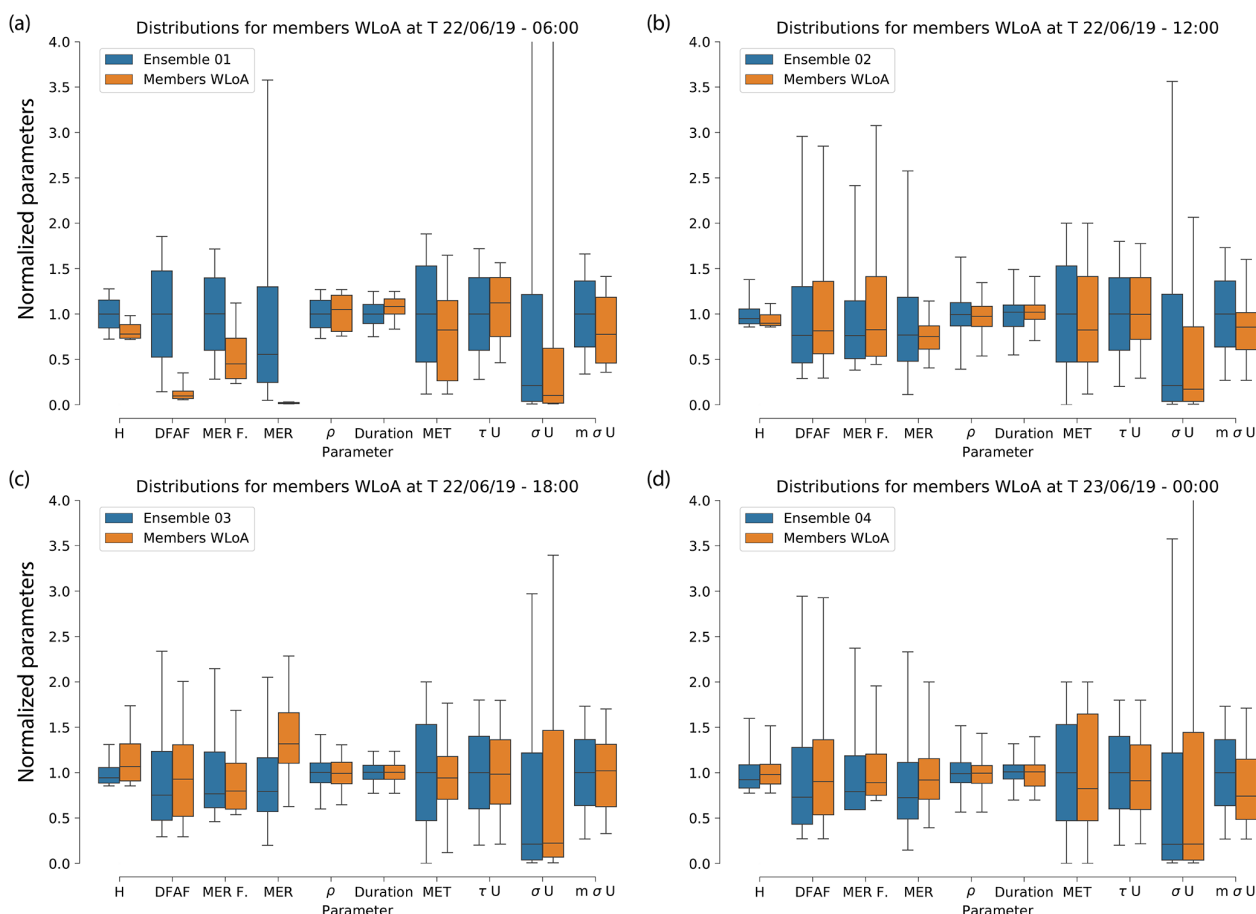 (a)
Distributions for members WLoA at T 22/06/19 - 06:00
Ensemble 01
Members WLoA
Normalized parameters
4.0
3.5
3.0
2.5
2.0
1.5
1.0
0.5
0.0
H DFAF MER F. MER ρ Duration MET τ U σ U m σ U
Parameter
(b)
Distributions for members WLoA at T 22/06/19 - 12:00
Ensemble 02
Members WLoA
4.0
3.5
3.0
2.5
2.0
1.5
1.0
0.5
0.0
H DFAF MER F. MER ρ Duration MET τ U σ U m σ U
Parameter
(c)
Distributions for members WLoA at T 22/06/19 - 18:00
Ensemble 03
Members WLoA
Normalized parameters
4.0
3.5
3.0
2.5
2.0
1.5
1.0
0.5
0.0
H DFAF MER F. MER ρ Duration MET τ U σ U m σ U
Parameter
(d)
Distributions for members WLoA at T 23/06/19 - 00:00
Ensemble 04
Members WLoA
4.0
3.5
3.0
2.5
2.0
1.5
1.0
0.5
0.0
H DFAF MER F. MER ρ Duration MET τ U σ U m σ U
Parameter